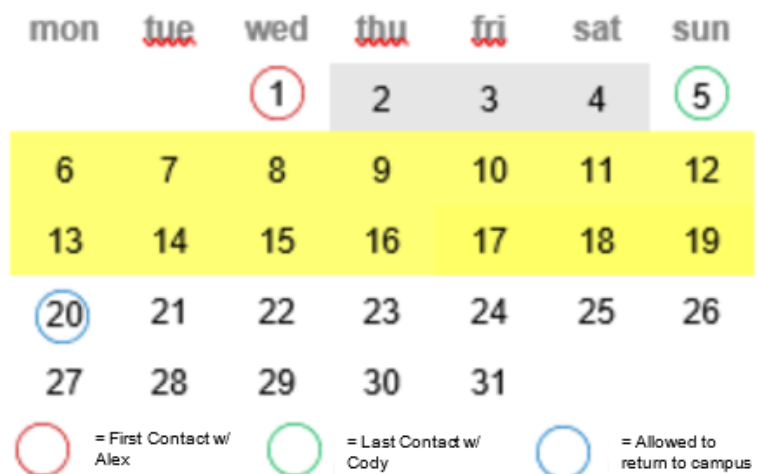 mon tue wed thu fri sat sun
1 2 3 4 5
6 7 8 9 10 11 12
13 14 15 16 17 18 19
20 21 22 23 24 25 26
27 28 29 30 31
= First Contact w/
Alex
= Last Contact w/
Cody
= Allowed to
return to campus